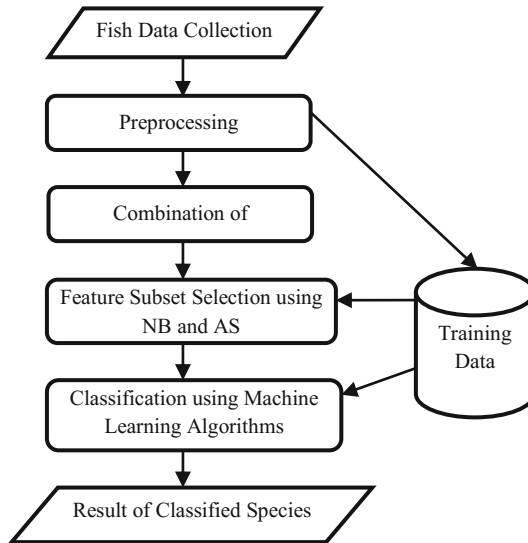 Fish Data Collection
Preprocessing
Combination of
Feature Subset Selection using
NB and AS
Training
Data
Classification using Machine
Learning Algorithms
Result of Classified Species